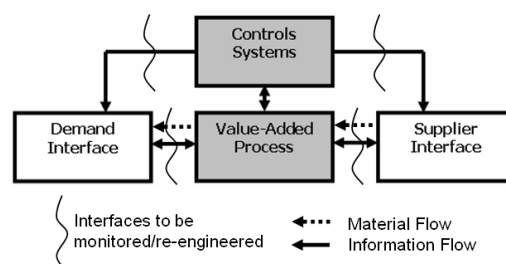 Controls
Systems
Demand
Interface
Value-Added
Process
Supplier
Interface
Interfaces to be
monitored/re-engineered
Material Flow
Information Flow